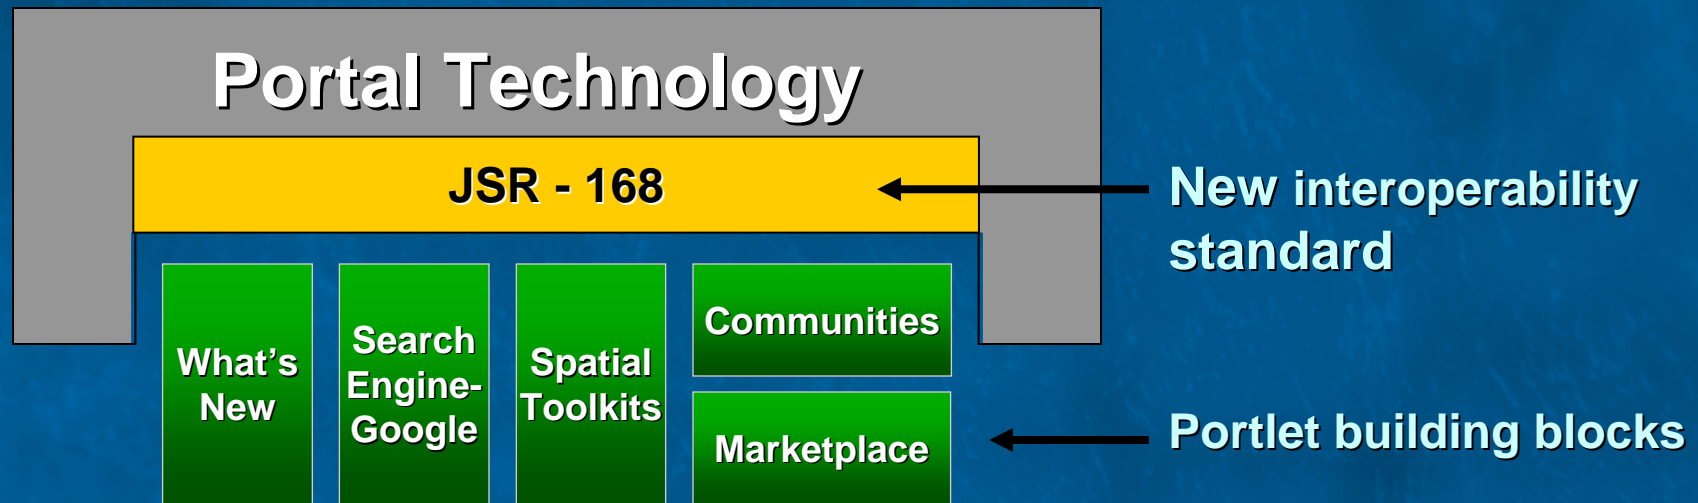 Portal Technology
JSR - 168
New interoperability
standard
What’s
New
Search
Engine-
Google
Spatial
Toolkits
Communities
Marketplace
Portlet building blocks